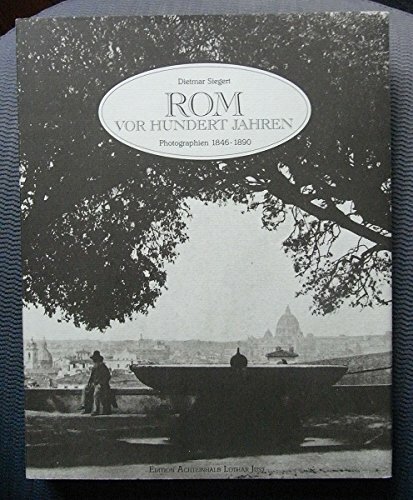 Dietmar Siegert
ROM
VOR HUNDERT JAHREN
Photographien 1846-1890
EDITION ACHTEINHALB LOTHAR JUST